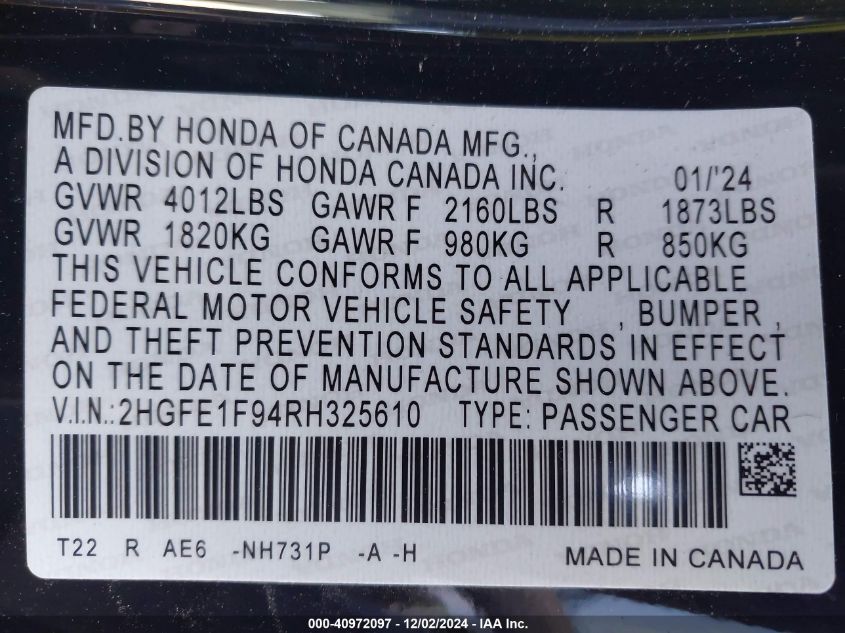 MFD.BY HONDA OF CANADA MFG.,
A DIVISION OF HONDA CANADA INC. 01/'24
GVWR 4012LBS GAWR F 2160LBS R 1873LBS
GVWR 1820KG GAWR F 980KG R 850KG
THIS VEHICLE CONFORMS TO ALL APPLICABLE
FEDERAL MOTOR VEHICLE SAFETY , BUMPER ,
AND THEFT PREVENTION STANDARDS IN EFFECT
ON THE DATE OF MANUFACTURE SHOWN ABOVE.
V.I.N.:2HGFE1F94RH325610 TYPE: PASSENGER CAR
T22 R AE6 -NH731P -A -H MADE IN CANADA
000-40972097 - 12/02/2024 - IAA Inc.